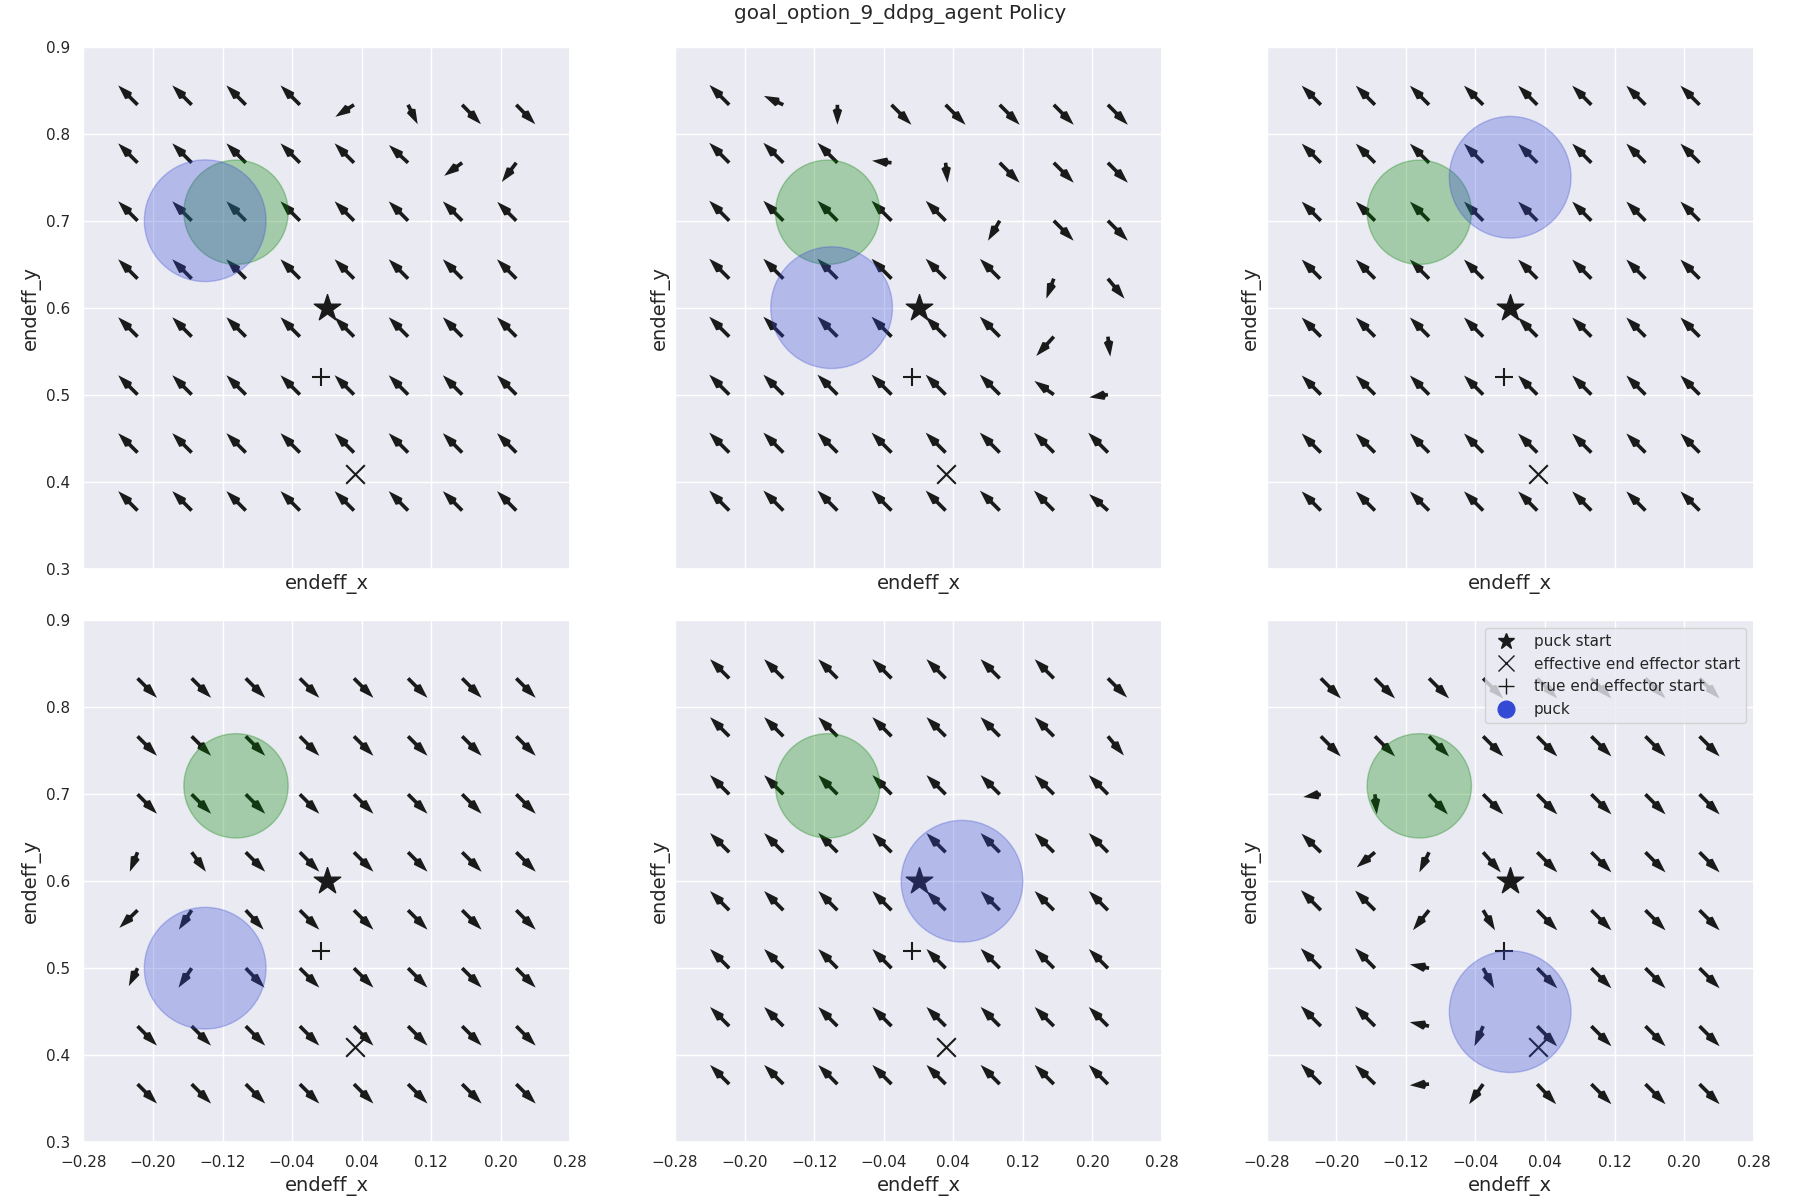 goal_option_9_ddpg_agent Policy
0.9
0.8
0.7
0.6
0.5
0.4
0.3
endeff_y
endeff_x
endeff_y
endeff_x
endeff_y
endeff_x
0.9
0.8
0.7
0.6
0.5
0.4
0.3
endeff_y
−0.28 −0.20 −0.12 −0.04 0.04 0.12 0.20 0.28
endeff_x
endeff_y
−0.28 −0.20 −0.12 −0.04 0.04 0.12 0.20 0.28
endeff_x
puck start
effective end effector start
true end effector start
puck
endeff_y
−0.28 −0.20 −0.12 −0.04 0.04 0.12 0.20 0.28
endeff_x